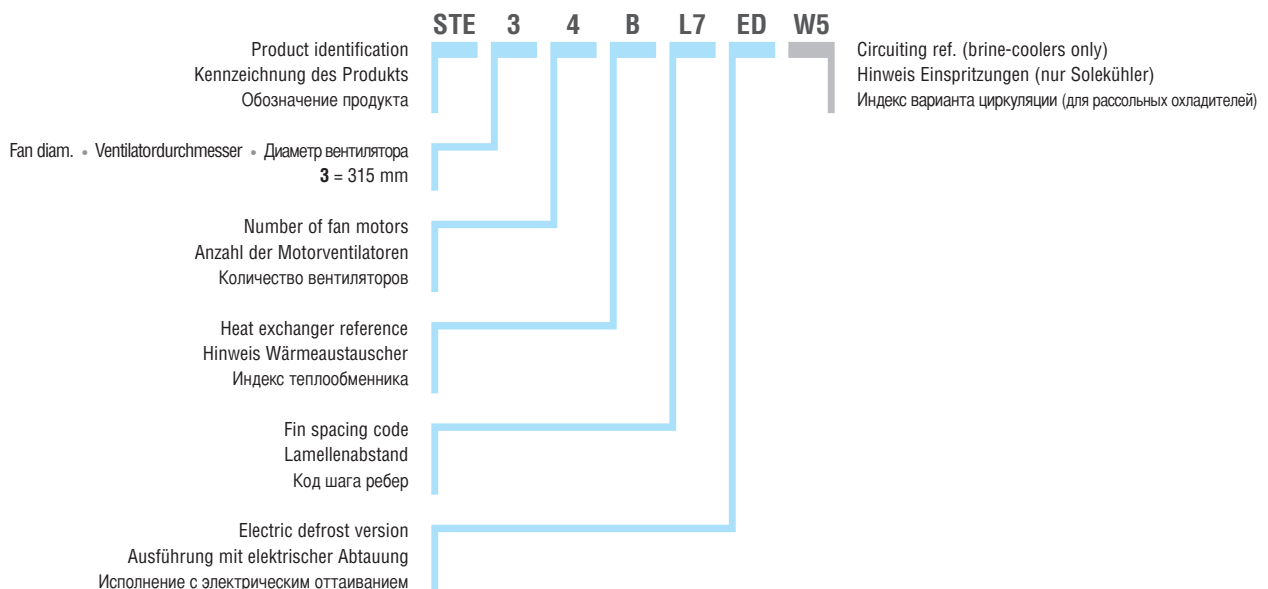 STE 3 4 B L7 ED W5
Product identification
Kennzeichnung des Produkts
Обозначение продукта
Circuiting ref. (brine-coolers only)
Hinweis Einspritzungen (nur Solekühler)
Индекс варианта циркуляции (для рассольных охладителей)
Fan diam. • Ventilatordurchmesser • Диаметр вентилятора
3 = 315 mm
Number of fan motors
Anzahl der Motorventilatoren
Количество вентиляторов
Heat exchanger reference
Hinweis Wärmeaustauscher
Индекс теплообменника
Fin spacing code
Lamellenabstand
Код шага ребер
Electric defrost version
Ausführung mit elektrischer Abtauung
Исполнение с электрическим оттаиванием